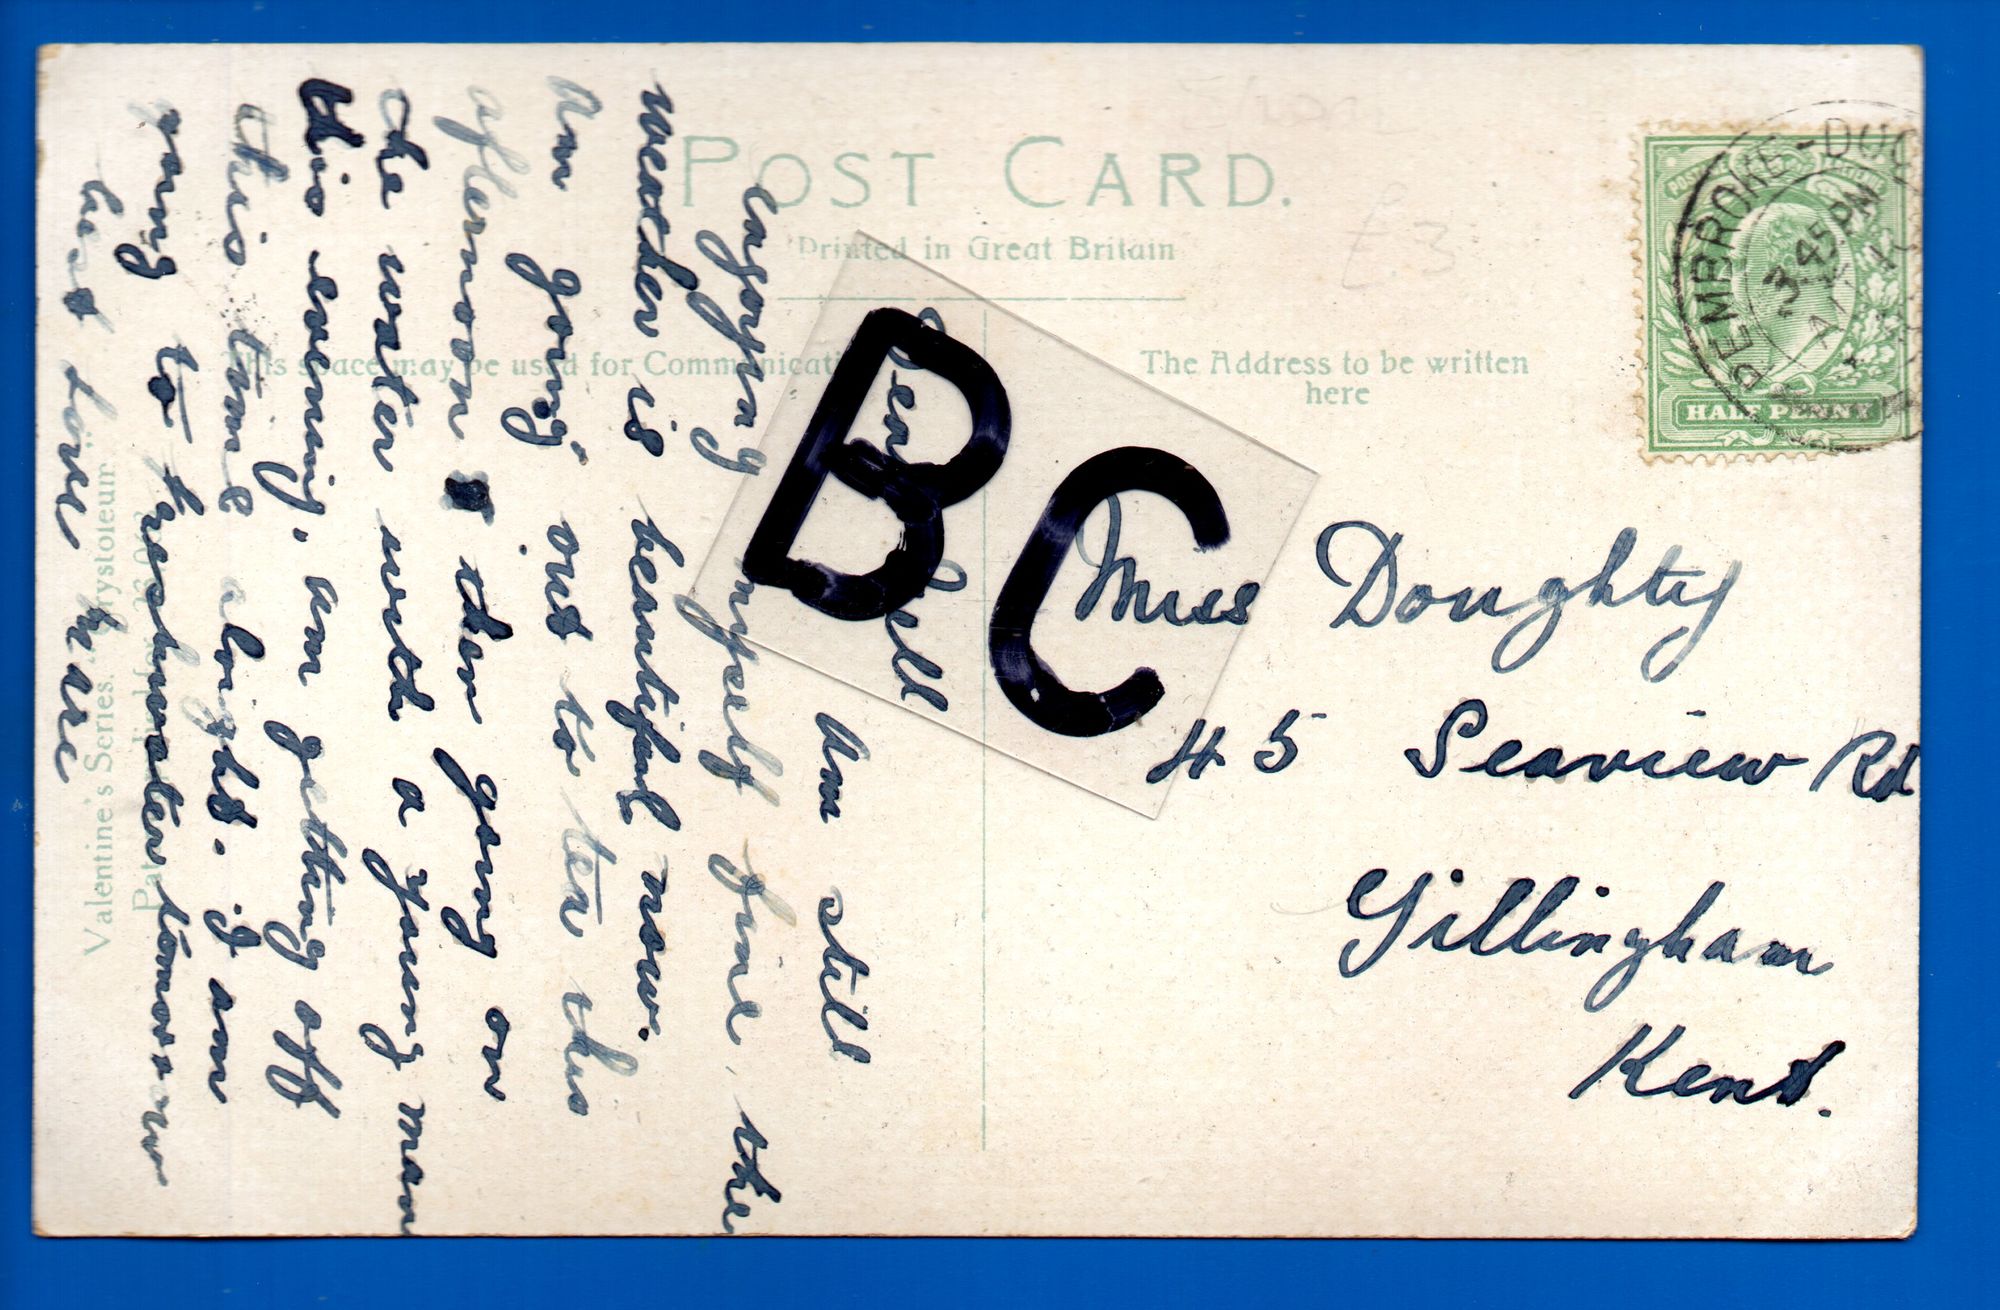 POST CARD.
Printed in Great Britain
This space may be used for Communication
The Address to be written
here
PEMBROKE-DOC
3.45 PM
HALF PENNY
£3
BC
Miss Doughty
45 Seaview Rd
Gillingham
Kent.
Dear Nell
Am still
enjoying myself fine, the
weather is beautiful now.
Am going out to tea this
afternoon then going on
the water with a young man
this evening, am getting off
this time alright. I am
going to freshwater tomorrow
best love Mare
Valentine's Series. Crystoleum